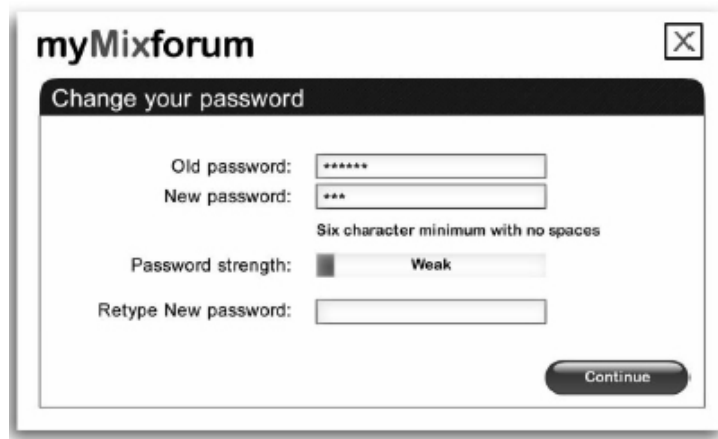 myMixforum
Change your password
Old password: ******
New password: ***
Six character minimum with no spaces
Password strength: Weak
Retype New password:
Continue